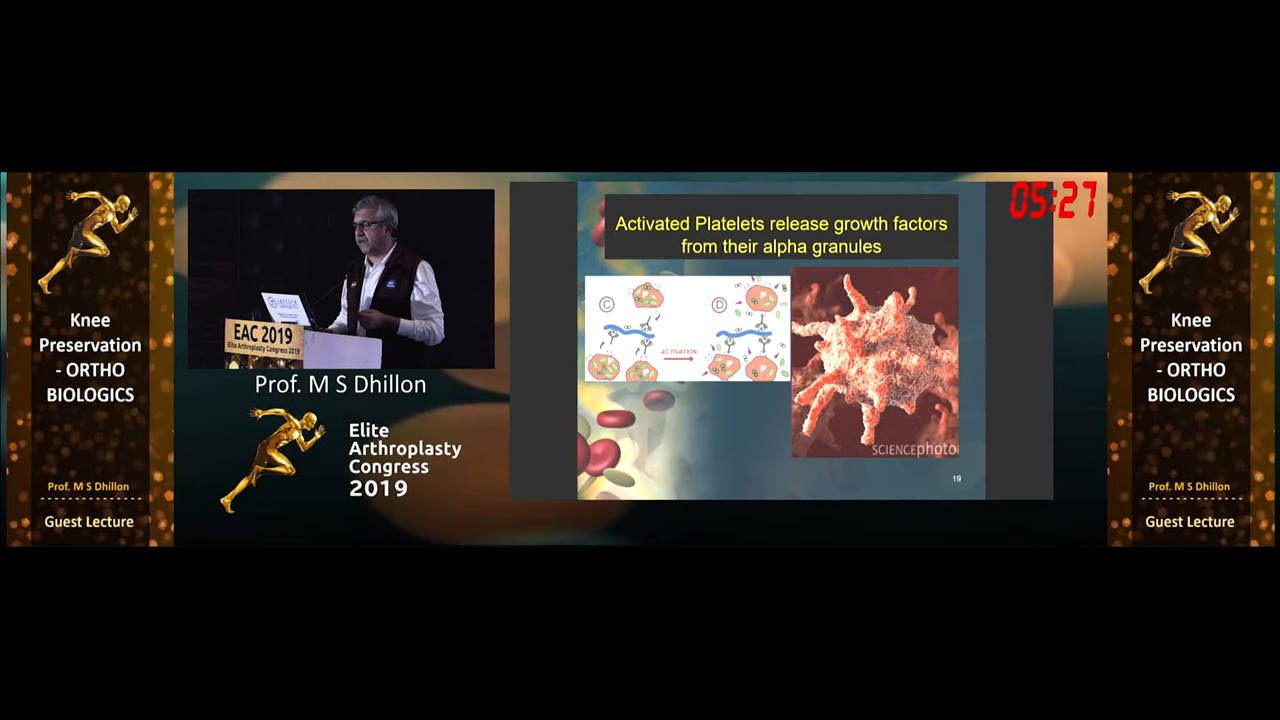 Knee
Preservation
- ORTHO
BIOLOGICS
Prof. M S Dhillon
Guest Lecture
EAC 2019
Elite Arthroplasty Congress 2019
Prof. M S Dhillon
Elite
Arthroplasty
Congress
2019
Activated Platelets release growth factors
from their alpha granules
C
D
ACTIVATION
SCIENCEphoto
19
05:27
Knee
Preservation
- ORTHO
BIOLOGICS
Prof. M S Dhillon
Guest Lecture